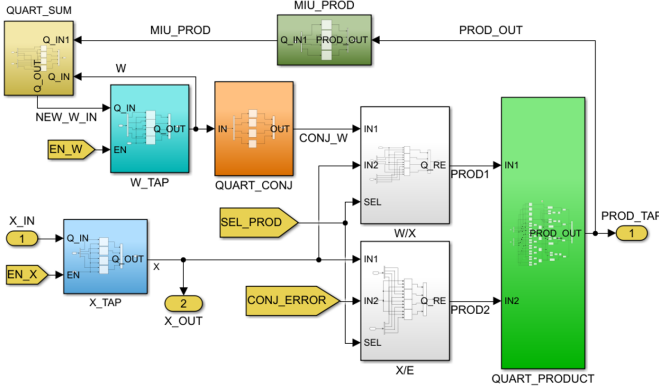 QUART_SUM
MIU_PROD
Q_IN1
MIU_PROD
Q_IN1
PROD_OUT
PROD_OUT
Q_OUT
Q_IN
W
NEW_W_IN
Q_IN
Q_OUT
EN
EN_W
W_TAP
IN
OUT
QUART_CONJ
CONJ_W
IN1
IN2
Q_RE
SEL
W/X
PROD1
SEL_PROD
X_IN
1
Q_IN
Q_OUT
EN
EN_X
X_TAP
X
2
X_OUT
CONJ_ERROR
IN1
IN2
Q_RE
SEL
X/E
PROD2
IN1
PROD_OUT
IN2
QUART_PRODUCT
PROD_TAP
1